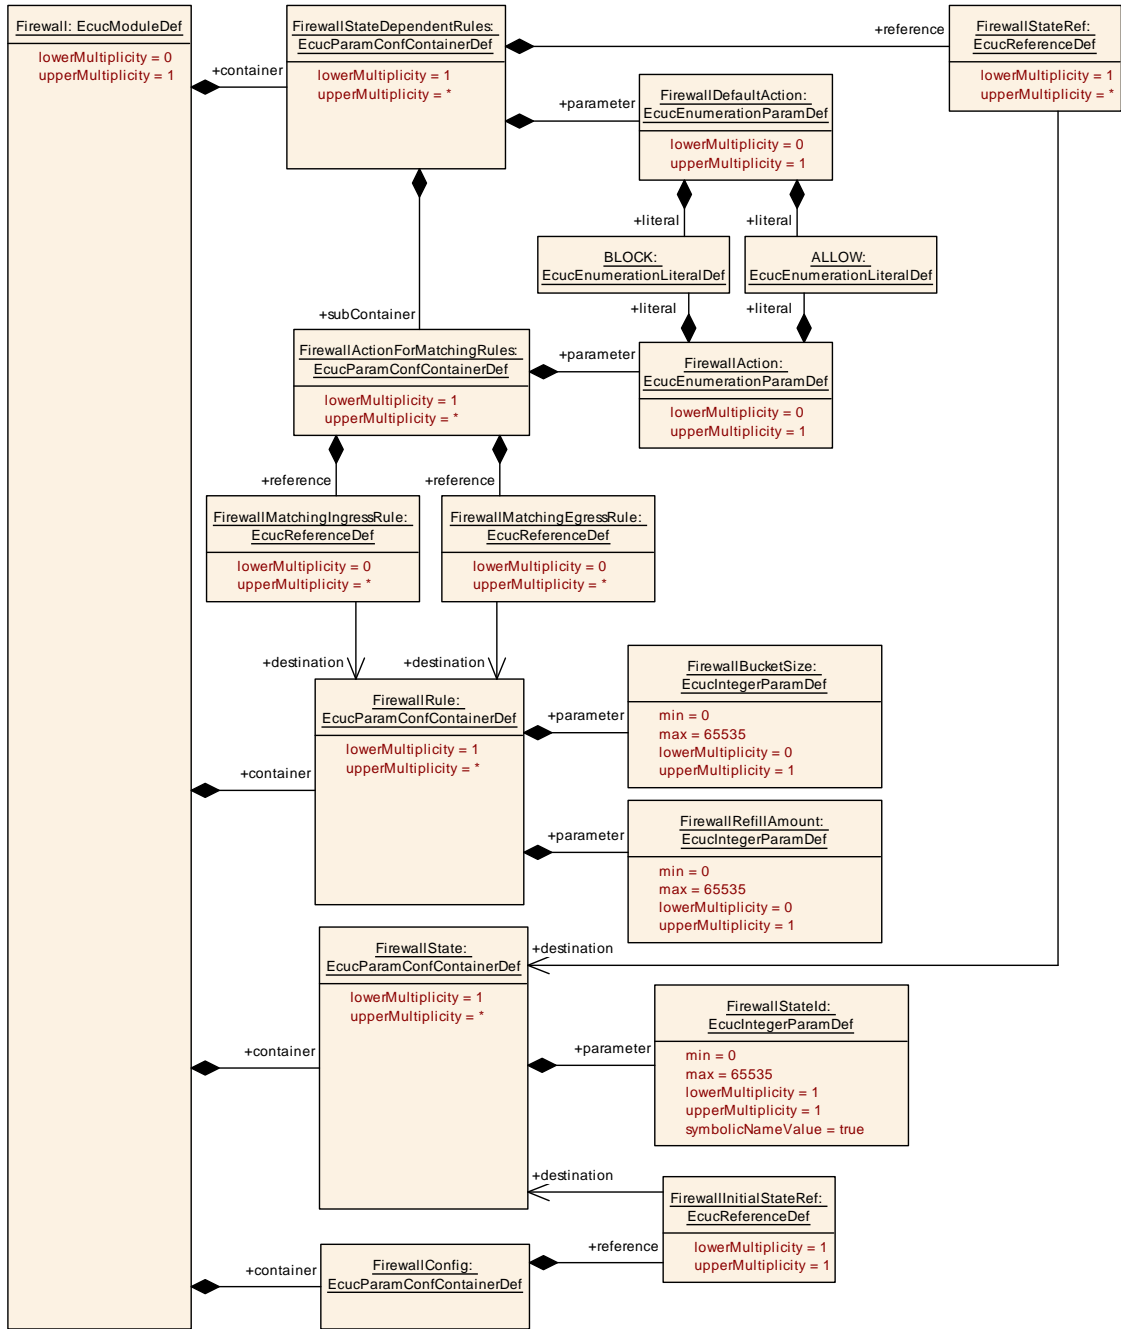 Firewall: EcucModuleDef
lowerMultiplicity = 0
upperMultiplicity = 1
+container
FirewallStateDependentRules:
EcucParamConfContainerDef
lowerMultiplicity = 1
upperMultiplicity = *
+reference
FirewallStateRef:
EcucReferenceDef
lowerMultiplicity = 1
upperMultiplicity = *
+parameter
FirewallDefaultAction:
EcucEnumerationParamDef
lowerMultiplicity = 0
upperMultiplicity = 1
+literal
+literal
BLOCK:
EcucEnumerationLiteralDef
ALLOW:
EcucEnumerationLiteralDef
+literal
+literal
+subContainer
FirewallActionForMatchingRules:
EcucParamConfContainerDef
lowerMultiplicity = 1
upperMultiplicity = *
+parameter
FirewallAction:
EcucEnumerationParamDef
lowerMultiplicity = 0
upperMultiplicity = 1
+reference
+reference
FirewallMatchingIngressRule:
EcucReferenceDef
lowerMultiplicity = 0
upperMultiplicity = *
FirewallMatchingEgressRule:
EcucReferenceDef
lowerMultiplicity = 0
upperMultiplicity = *
+destination
+destination
+container
FirewallRule:
EcucParamConfContainerDef
lowerMultiplicity = 1
upperMultiplicity = *
+parameter
FirewallBucketSize:
EcucIntegerParamDef
min = 0
max = 65535
lowerMultiplicity = 0
upperMultiplicity = 1
+parameter
FirewallRefillAmount:
EcucIntegerParamDef
min = 0
max = 65535
lowerMultiplicity = 0
upperMultiplicity = 1
+container
FirewallState:
EcucParamConfContainerDef
lowerMultiplicity = 1
upperMultiplicity = *
+destination
+parameter
FirewallStateId:
EcucIntegerParamDef
min = 0
max = 65535
lowerMultiplicity = 1
upperMultiplicity = 1
symbolicNameValue = true
+destination
FirewallInitialStateRef:
EcucReferenceDef
lowerMultiplicity = 1
upperMultiplicity = 1
+container
FirewallConfig:
EcucParamConfContainerDef
+reference